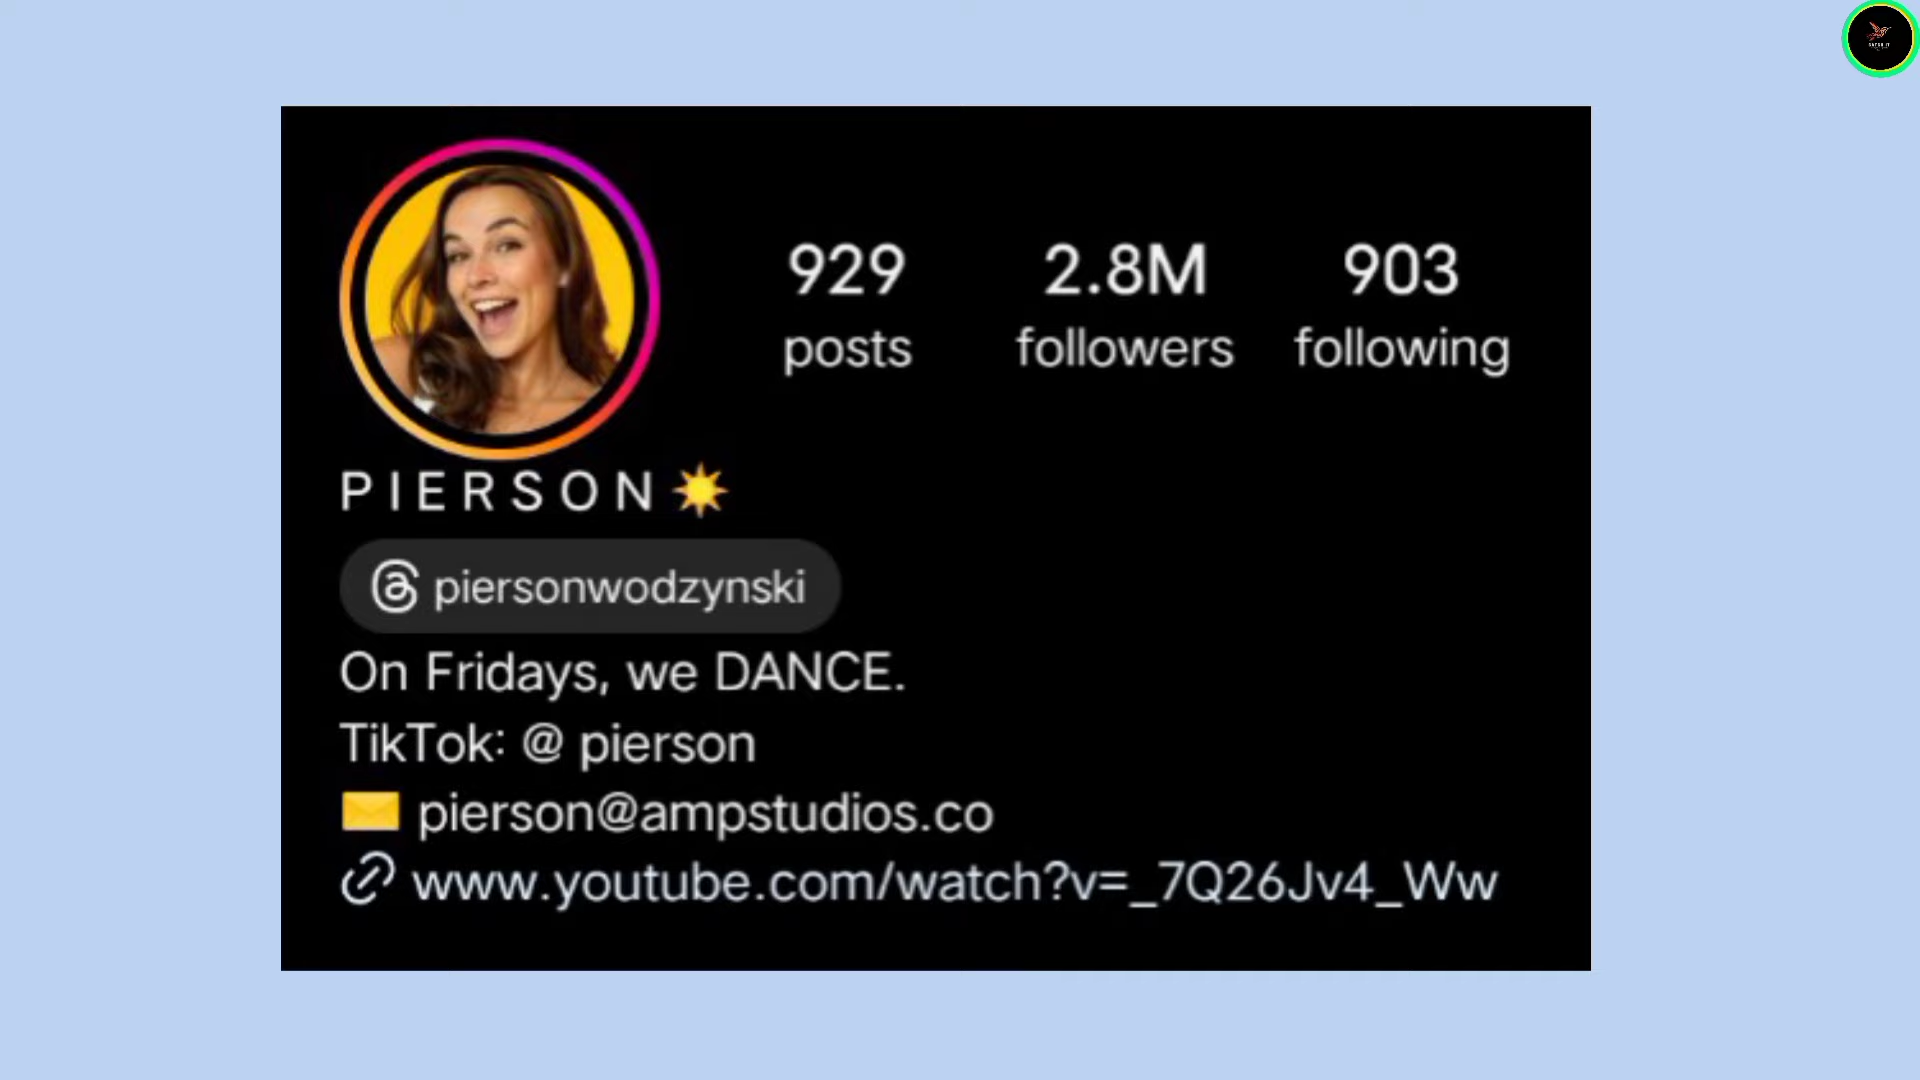 929 2.8M 903
posts followers following
P I E R S O N
piersonwodzynski
On Fridays, we DANCE.
TikTok: @ pierson
pierson@ampstudios.co
www.youtube.com/watch?v=_7Q26Jv4_Ww